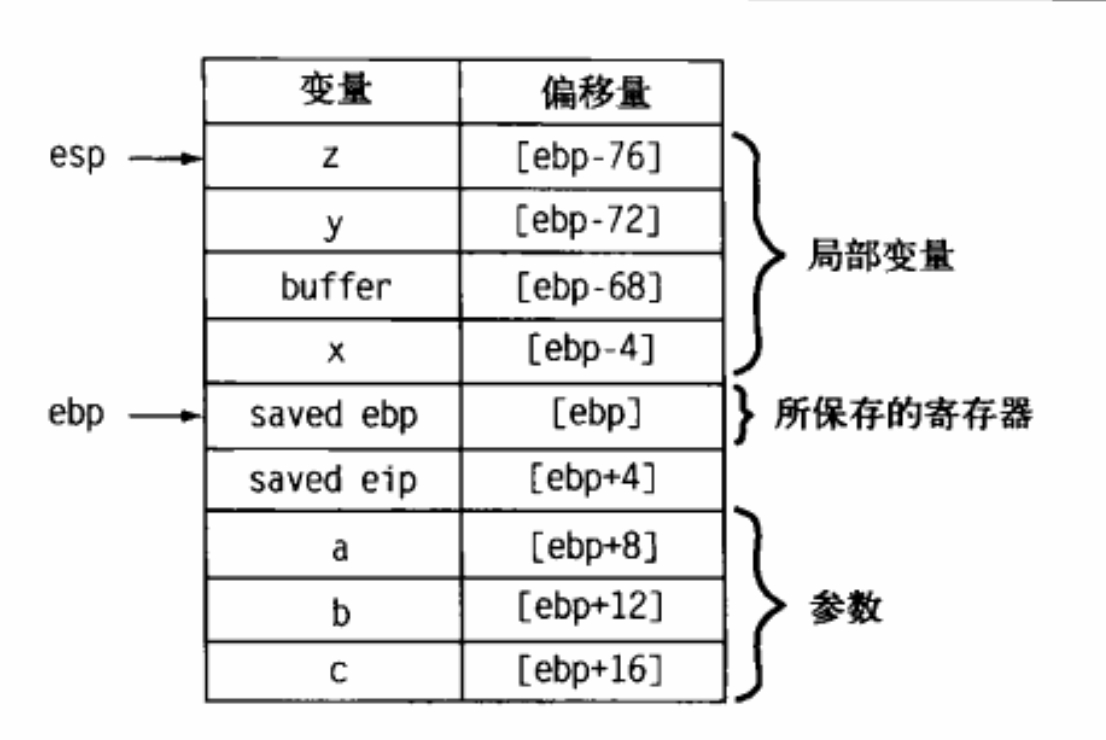 变量 偏移量
esp z [ebp-76]
y [ebp-72]
局部变量
buffer [ebp-68]
x [ebp-4]
ebp saved ebp [ebp] 所保存的寄存器
saved eip [ebp+4]
a [ebp+8]
b [ebp+12] 参数
c [ebp+16]